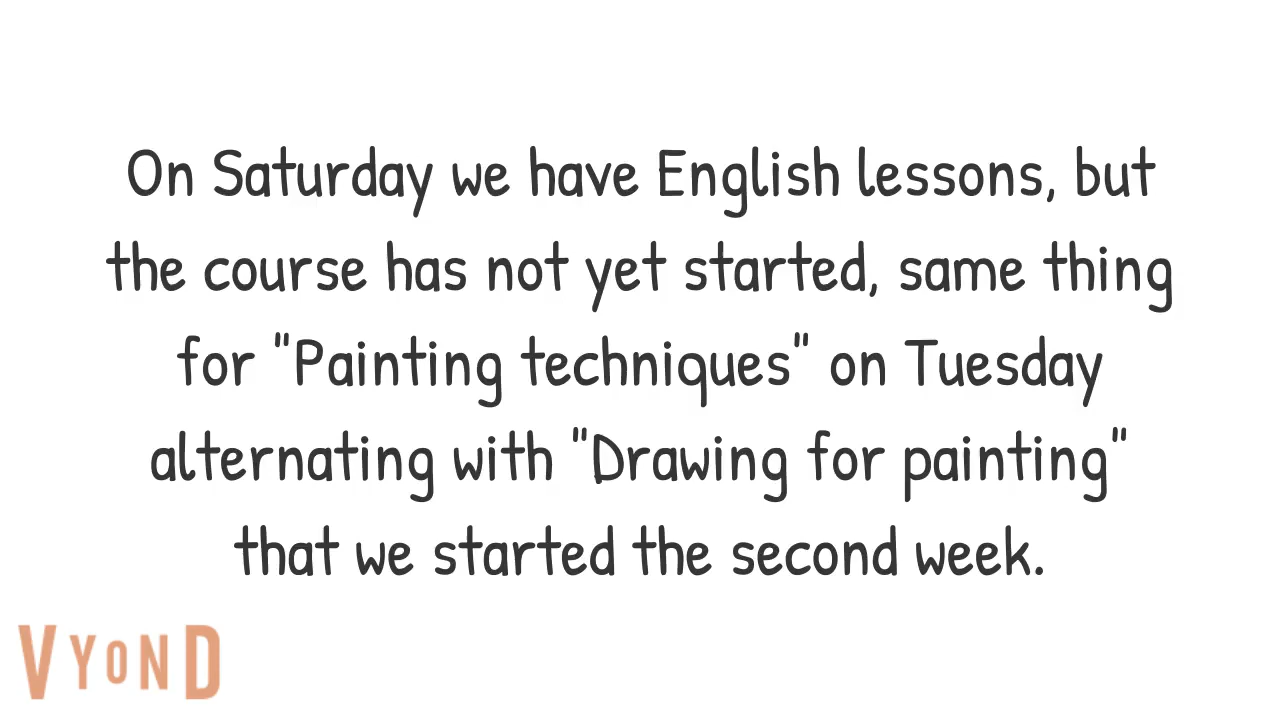 On Saturday we have English lessons, but
the course has not yet started, same thing
for "Painting techniques" on Tuesday
alternating with "Drawing for painting"
that we started the second week.
VYOND